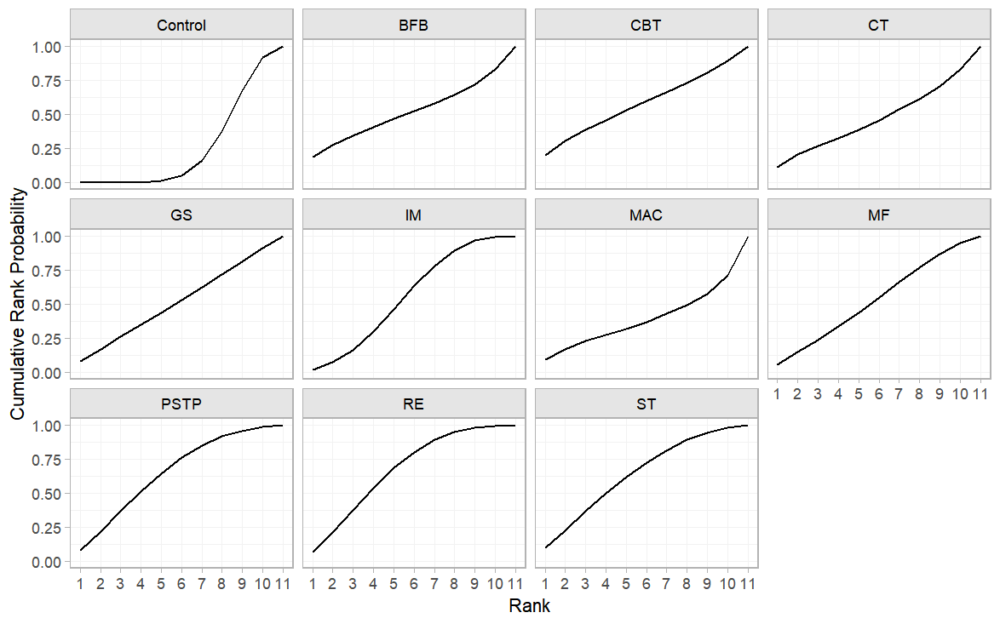 Control BFB CBT CT
1.00
0.75
0.50
0.25
0.00
GS IM MAC MF
1.00
0.75
0.50
0.25
0.00
1 2 3 4 5 6 7 8 9 10 11
PSTP RE ST
1.00
0.75
0.50
0.25
0.00
1 2 3 4 5 6 7 8 9 10 11 1 2 3 4 5 6 7 8 9 10 11 1 2 3 4 5 6 7 8 9 10 11
Rank
Cumulative Rank Probability